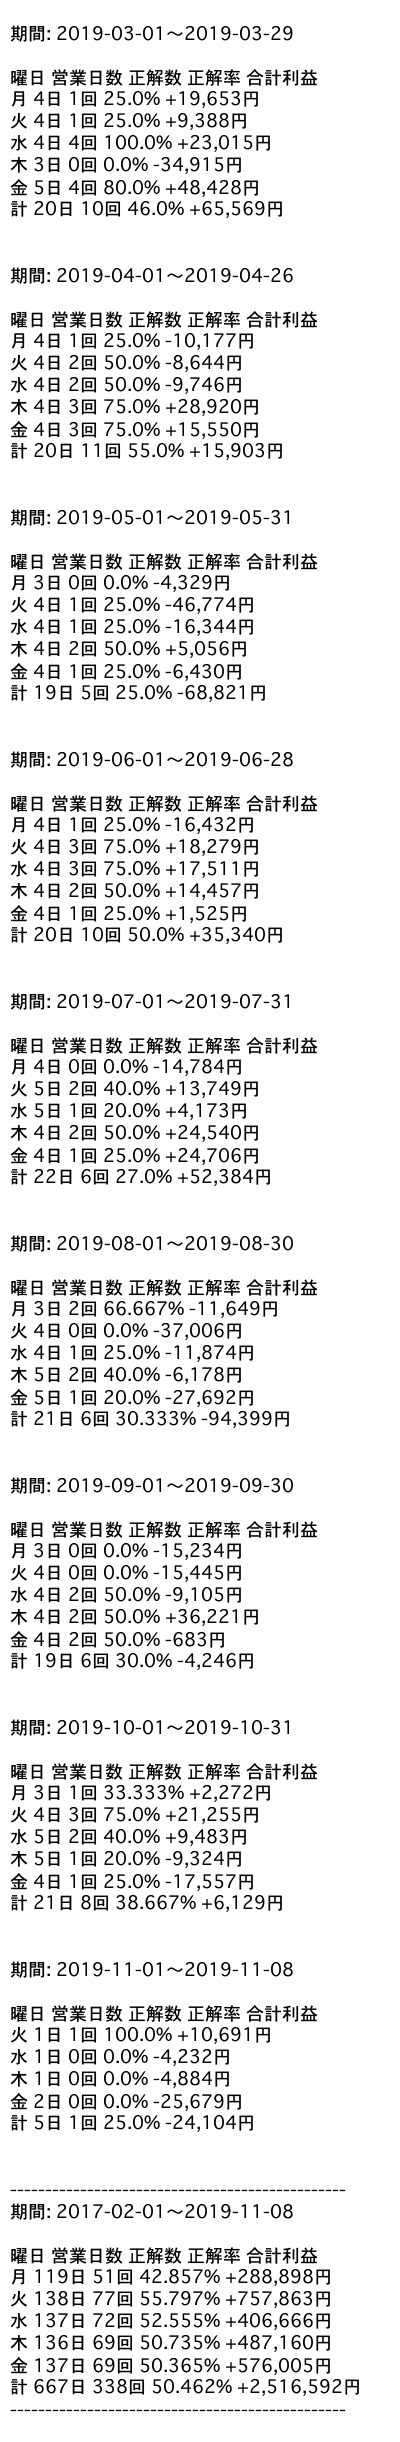 期間: 2019-03-01〜2019-03-29
曜日 営業日数 正解数 正解率 合計利益
月 4日 1回 25.0% +19,653円
火 4日 1回 25.0% +9,388円
水 4日 4回 100.0% +23,015円
木 3日 0回 0.0% -34,915円
金 5日 4回 80.0% +48,428円
計 20日 10回 46.0% +65,569円
期間: 2019-04-01〜2019-04-26
曜日 営業日数 正解数 正解率 合計利益
月 4日 1回 25.0% -10,177円
火 4日 2回 50.0% -8,644円
水 4日 2回 50.0% -9,746円
木 4日 3回 75.0% +28,920円
金 4日 3回 75.0% +15,550円
計 20日 11回 55.0% +15,903円
期間: 2019-05-01〜2019-05-31
曜日 営業日数 正解数 正解率 合計利益
月 3日 0回 0.0% -4,329円
火 4日 1回 25.0% -46,774円
水 4日 1回 25.0% -16,344円
木 4日 2回 50.0% +5,056円
金 4日 1回 25.0% -6,430円
計 19日 5回 25.0% -68,821円
期間: 2019-06-01〜2019-06-28
曜日 営業日数 正解数 正解率 合計利益
月 4日 1回 25.0% -16,432円
火 4日 3回 75.0% +18,279円
水 4日 3回 75.0% +17,511円
木 4日 2回 50.0% +14,457円
金 4日 1回 25.0% +1,525円
計 20日 10回 50.0% +35,340円
期間: 2019-07-01〜2019-07-31
曜日 営業日数 正解数 正解率 合計利益
月 4日 0回 0.0% -14,784円
火 5日 2回 40.0% +13,749円
水 5日 1回 20.0% +4,173円
木 4日 2回 50.0% +24,540円
金 4日 1回 25.0% +24,706円
計 22日 6回 27.0% +52,384円
期間: 2019-08-01〜2019-08-30
曜日 営業日数 正解数 正解率 合計利益
月 3日 2回 66.667% -11,649円
火 4日 0回 0.0% -37,006円
水 4日 1回 25.0% -11,874円
木 5日 2回 40.0% -6,178円
金 5日 1回 20.0% -27,692円
計 21日 6回 30.333% -94,399円
期間: 2019-09-01〜2019-09-30
曜日 営業日数 正解数 正解率 合計利益
月 3日 0回 0.0% -15,234円
火 4日 0回 0.0% -15,445円
水 4日 2回 50.0% -9,105円
木 4日 2回 50.0% +36,221円
金 4日 2回 50.0% -683円
計 19日 6回 30.0% -4,246円
期間: 2019-10-01〜2019-10-31
曜日 営業日数 正解数 正解率 合計利益
月 3日 1回 33.333% +2,272円
火 4日 3回 75.0% +21,255円
水 5日 2回 40.0% +9,483円
木 5日 1回 20.0% -9,324円
金 4日 1回 25.0% -17,557円
計 21日 8回 38.667% +6,129円
期間: 2019-11-01〜2019-11-08
曜日 営業日数 正解数 正解率 合計利益
火 1日 1回 100.0% +10,691円
水 1日 0回 0.0% -4,232円
木 1日 0回 0.0% -4,884円
金 2日 0回 0.0% -25,679円
計 5日 1回 25.0% -24,104円
------------------------------------------------
期間: 2017-02-01〜2019-11-08
曜日 営業日数 正解数 正解率 合計利益
月 119日 51回 42.857% +288,898円
火 138日 77回 55.797% +757,863円
水 137日 72回 52.555% +406,666円
木 136日 69回 50.735% +487,160円
金 137日 69回 50.365% +576,005円
計 667日 338回 50.462% +2,516,592円
------------------------------------------------